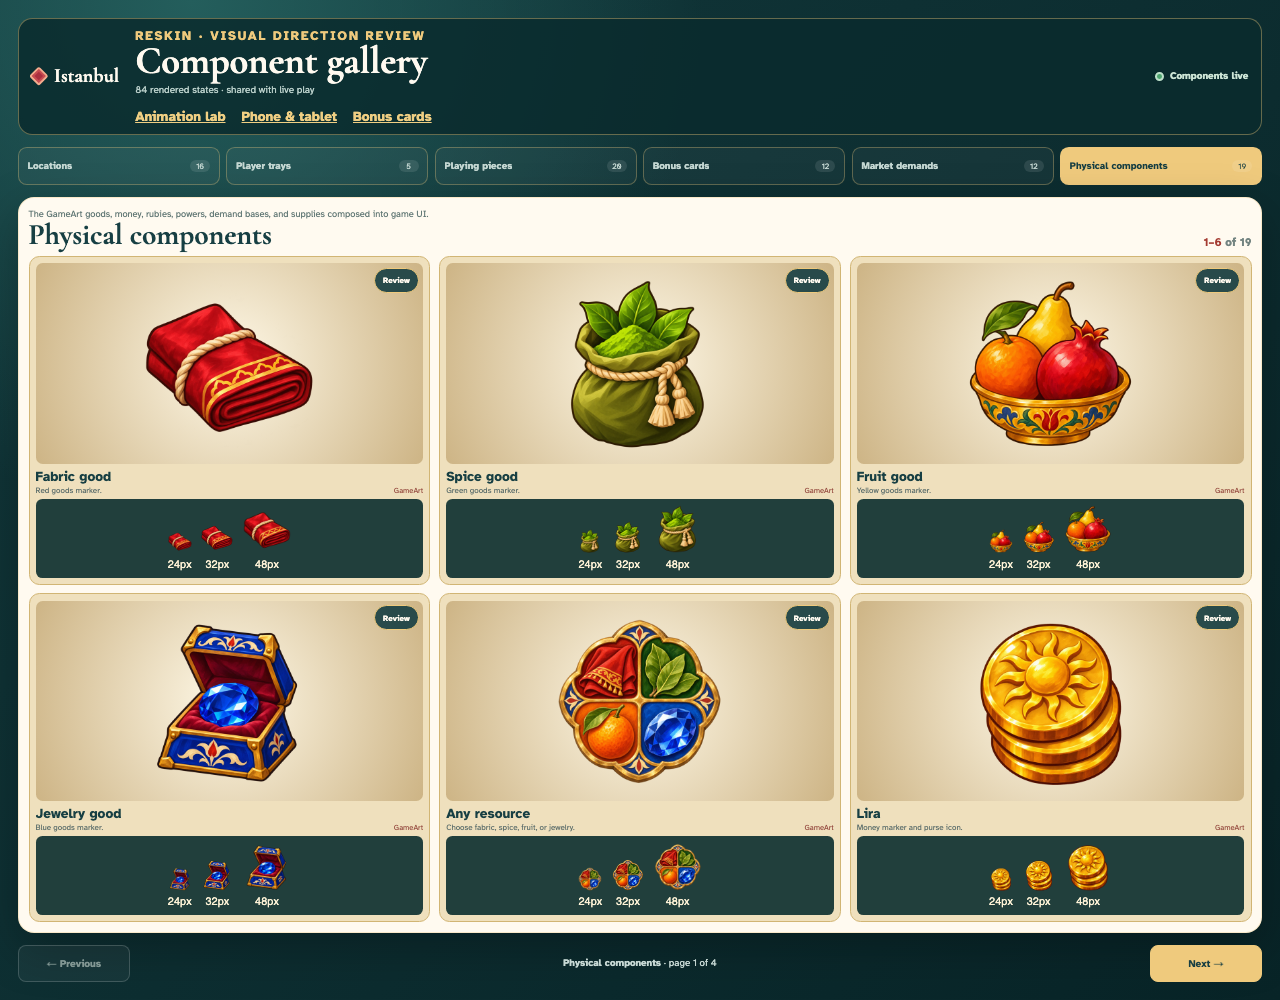 RESKIN · VISUAL DIRECTION REVIEW
Istanbul
Component gallery
84 rendered states · shared with live play
Animation lab Phone & tablet Bonus cards
Components live
Locations 16
Player trays 5
Playing pieces 20
Bonus cards 12
Market demands 12
Physical components 19
The GameArt goods, money, rubies, powers, demand bases, and supplies composed into game UI.
Physical components
1–6 of 19
Review
Fabric good
Red goods marker. GameArt
24px 32px 48px
Review
Spice good
Green goods marker. GameArt
24px 32px 48px
Review
Fruit good
Yellow goods marker. GameArt
24px 32px 48px
Review
Jewelry good
Blue goods marker. GameArt
24px 32px 48px
Review
Any resource
Choose fabric, spice, fruit, or jewelry. GameArt
24px 32px 48px
Review
Lira
Money marker and purse icon. GameArt
24px 32px 48px
← Previous
Physical components · page 1 of 4
Next →